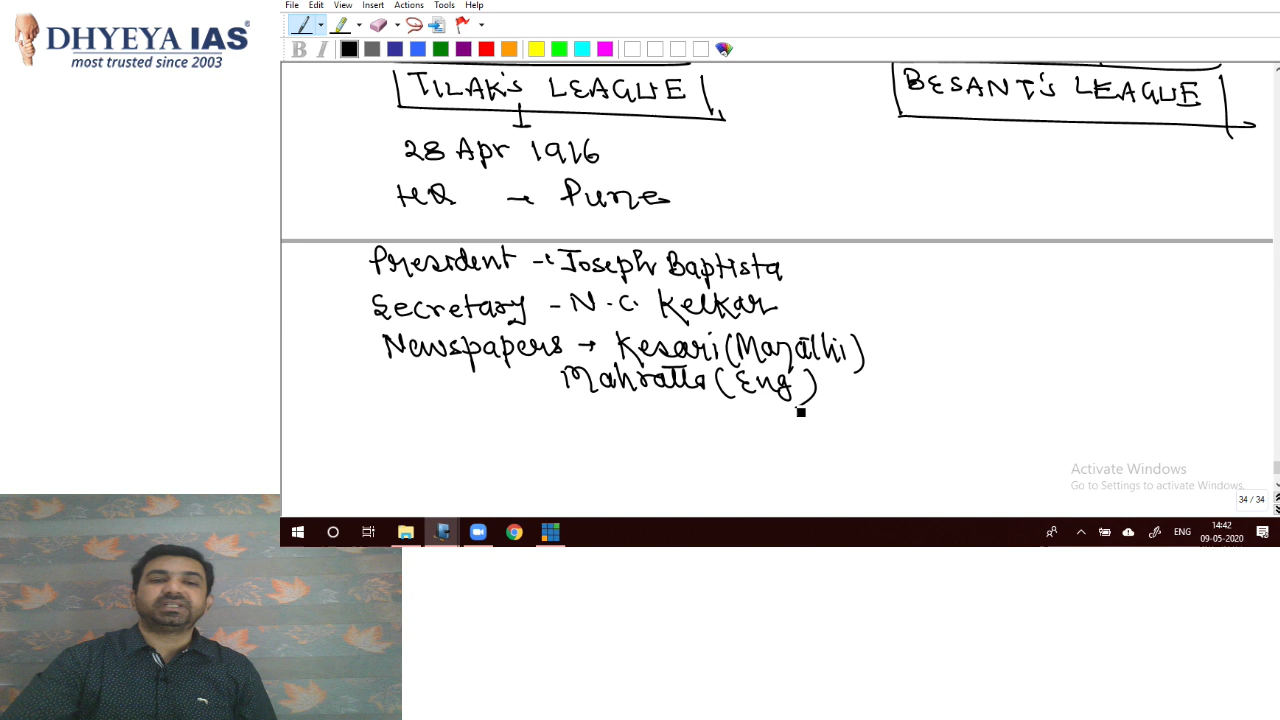 DHYEYA IAS®
most trusted since 2003
File Edit View Insert Actions Tools Help
B I
TILAK's LEAGUE
BESANT's LEAGUE
28 Apr 1916
HQ → Pune
President → Joseph Baptista
Secretary - N.C. Kelkar
Newspapers → Kesari (Marathi)
Mahratta (Eng)
Activate Windows
Go to Settings to activate Windows.
34 / 34
ENG
14:42
09-05-2020